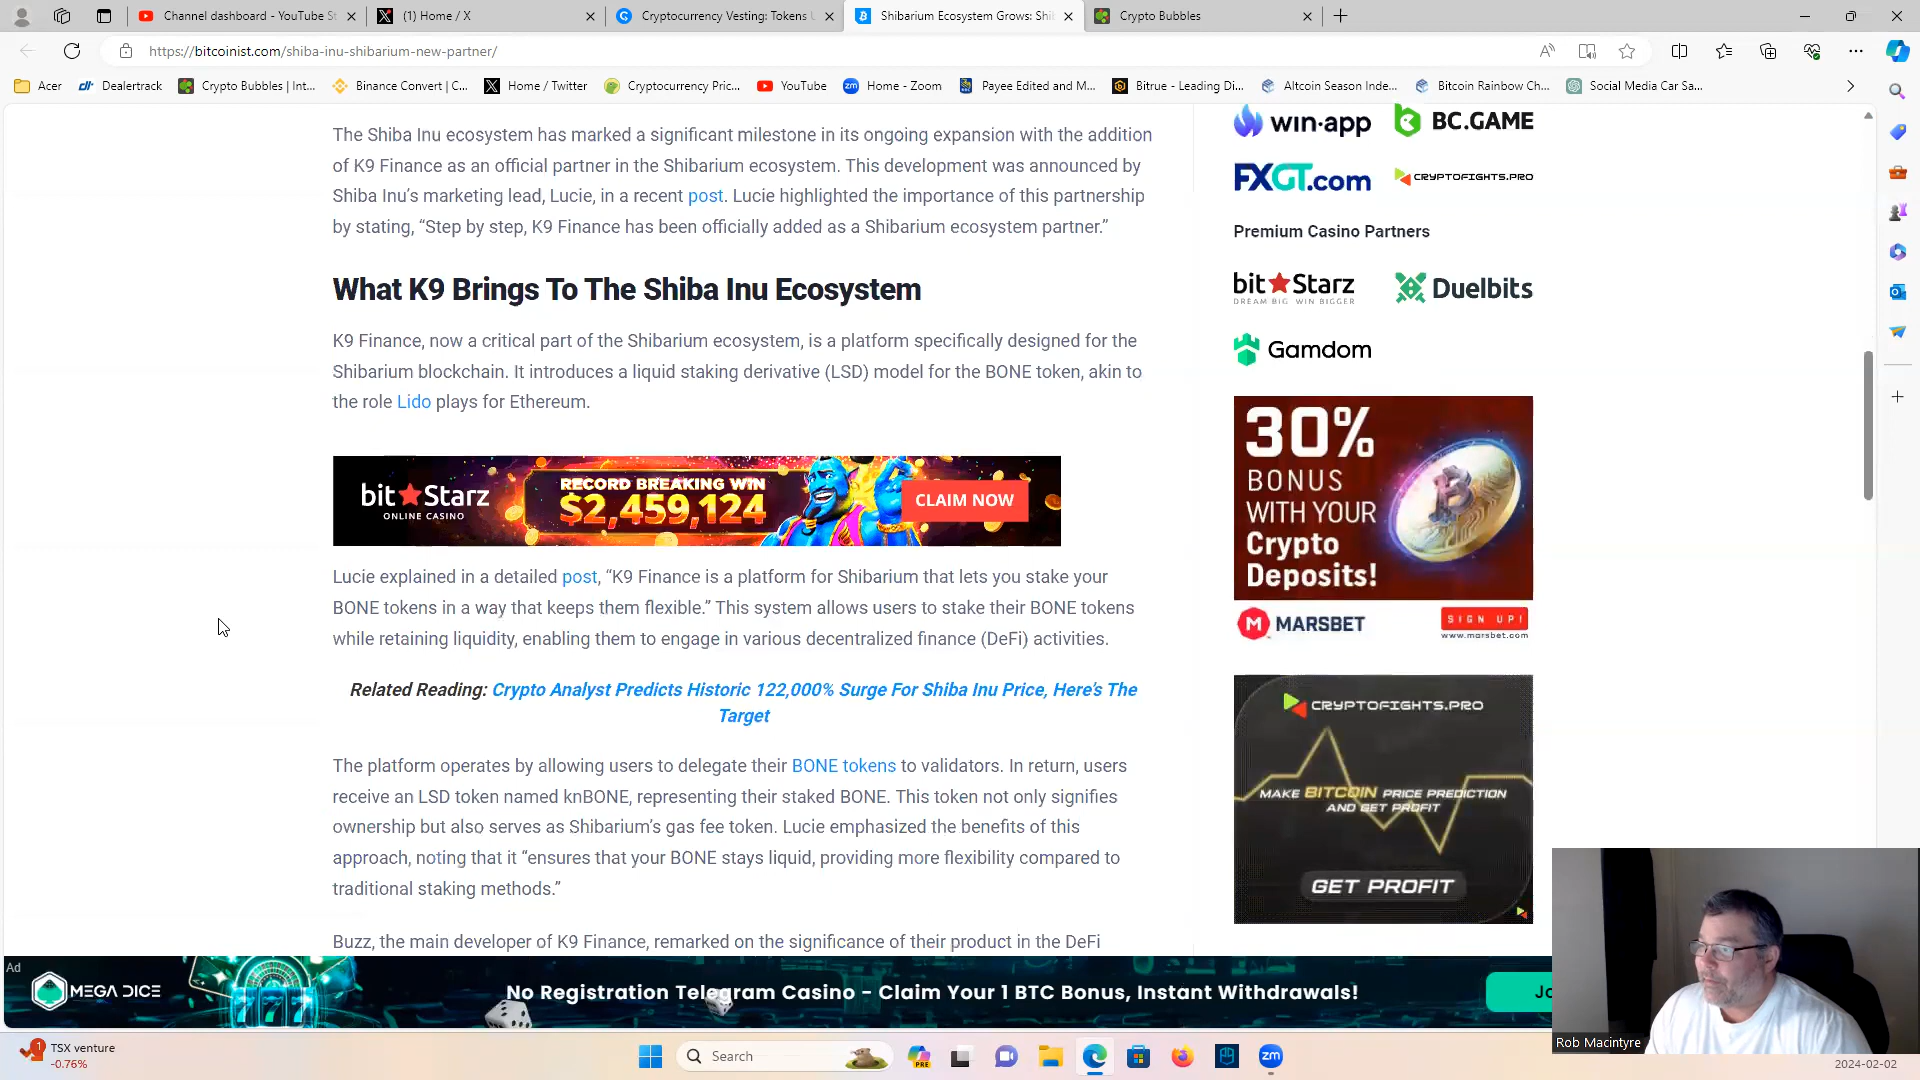 Channel dashboard - YouTube St
(1) Home / X
Cryptocurrency Vesting: Tokens U
Shibarium Ecosystem Grows: Shib
Crypto Bubbles
https://bitcoinist.com/shiba-inu-shibarium-new-partner/
Acer
Dealertrack
Crypto Bubbles | Int...
Binance Convert | C...
Home / Twitter
Cryptocurrency Pric...
YouTube
Home - Zoom
Payee Edited and M...
Bitrue - Leading Di...
Altcoin Season Inde...
Bitcoin Rainbow Ch...
Social Media Car Sa...
The Shiba Inu ecosystem has marked a significant milestone in its ongoing expansion with the addition
of K9 Finance as an official partner in the Shibarium ecosystem. This development was announced by
Shiba Inu’s marketing lead, Lucie, in a recent post. Lucie highlighted the importance of this partnership
by stating, “Step by step, K9 Finance has been officially added as a Shibarium ecosystem partner.”
What K9 Brings To The Shiba Inu Ecosystem
K9 Finance, now a critical part of the Shibarium ecosystem, is a platform specifically designed for the
Shibarium blockchain. It introduces a liquid staking derivative (LSD) model for the BONE token, akin to
the role Lido plays for Ethereum.
bit Starz
ONLINE CASINO
RECORD BREAKING WIN
$2,459,124
CLAIM NOW
Lucie explained in a detailed post, “K9 Finance is a platform for Shibarium that lets you stake your
BONE tokens in a way that keeps them flexible.” This system allows users to stake their BONE tokens
while retaining liquidity, enabling them to engage in various decentralized finance (DeFi) activities.
Related Reading: Crypto Analyst Predicts Historic 122,000% Surge For Shiba Inu Price, Here’s The
Target
The platform operates by allowing users to delegate their BONE tokens to validators. In return, users
receive an LSD token named knBONE, representing their staked BONE. This token not only signifies
ownership but also serves as Shibarium’s gas fee token. Lucie emphasized the benefits of this
approach, noting that it “ensures that your BONE stays liquid, providing more flexibility compared to
traditional staking methods.”
Buzz, the main developer of K9 Finance, remarked on the significance of their product in the DeFi
win·app
BC.GAME
FXGT.com
CRYPTOFIGHTS.PRO
Premium Casino Partners
bit Starz
DREAM BIG WIN BIGGER
Duelbits
Gamdom
30%
BONUS
WITH YOUR
Crypto
Deposits!
MARSBET
SIGN UP!
www.marsbet.com
CRYPTOFIGHTS.PRO
MAKE BITCOIN PRICE PREDICTION
AND GET PROFIT
GET PROFIT
Ad
MEGA DICE
777
No Registration Telegram Casino - Claim Your 1 BTC Bonus, Instant Withdrawals!
Jo
Rob Macintyre
1
TSX venture
-0.76%
Search
PRE
zm
2024-02-02